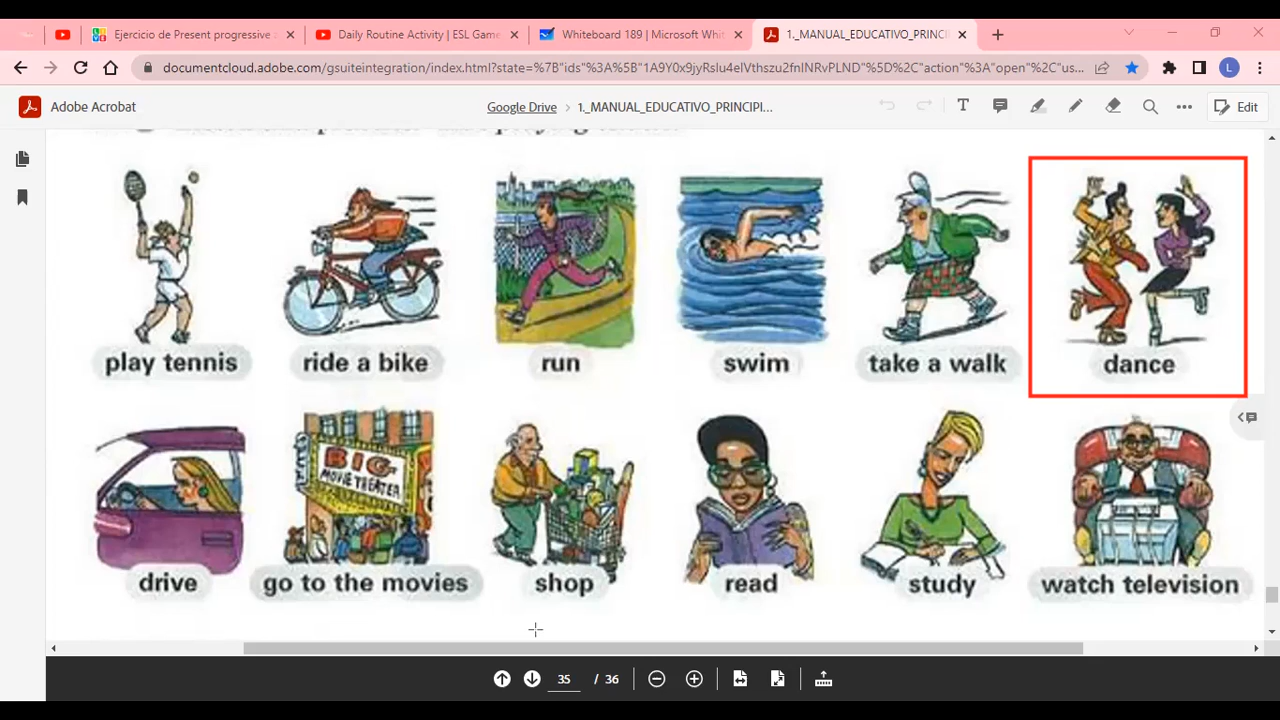 Ejercicio de Present progressive
Daily Routine Activity | ESL Game
Whiteboard 189 | Microsoft Whit
1._MANUAL_EDUCATIVO_PRINCIP
documentcloud.adobe.com/gsuiteintegration/index.html?state=%7B"ids"%3A%5B"1A9Y0x9jyRslu4elVthszu2fnINRvPLND"%5D%2C"action"%3A"open"%2C"us...
L
Adobe Acrobat
Google Drive
1._MANUAL_EDUCATIVO_PRINCIPI...
Edit
play tennis
ride a bike
run
swim
take a walk
dance
BIG
MOVIE THEATER
drive
go to the movies
shop
read
study
watch television
35 / 36